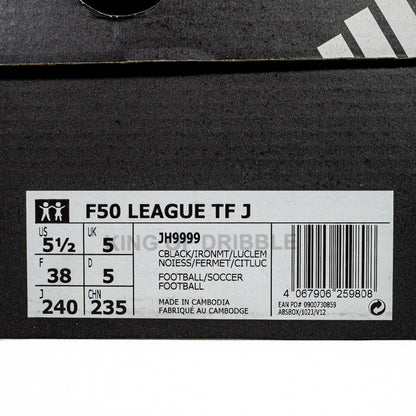 F50 LEAGUE TF J
US UK
5½ 5
F D
38 5
J CHN
240 235
JH9999
KING OF DRIBBLE
CBLACK/IRONMT/LUCLEM
NOIESS/FERMET/CITLUC
FOOTBALL/SOCCER
FOOTBALL
MADE IN CAMBODIA
FABRIQUÉ AU CAMBODGE
4 067906 259808
EAN PO# 0900730859
ABSBOX/1023/V12